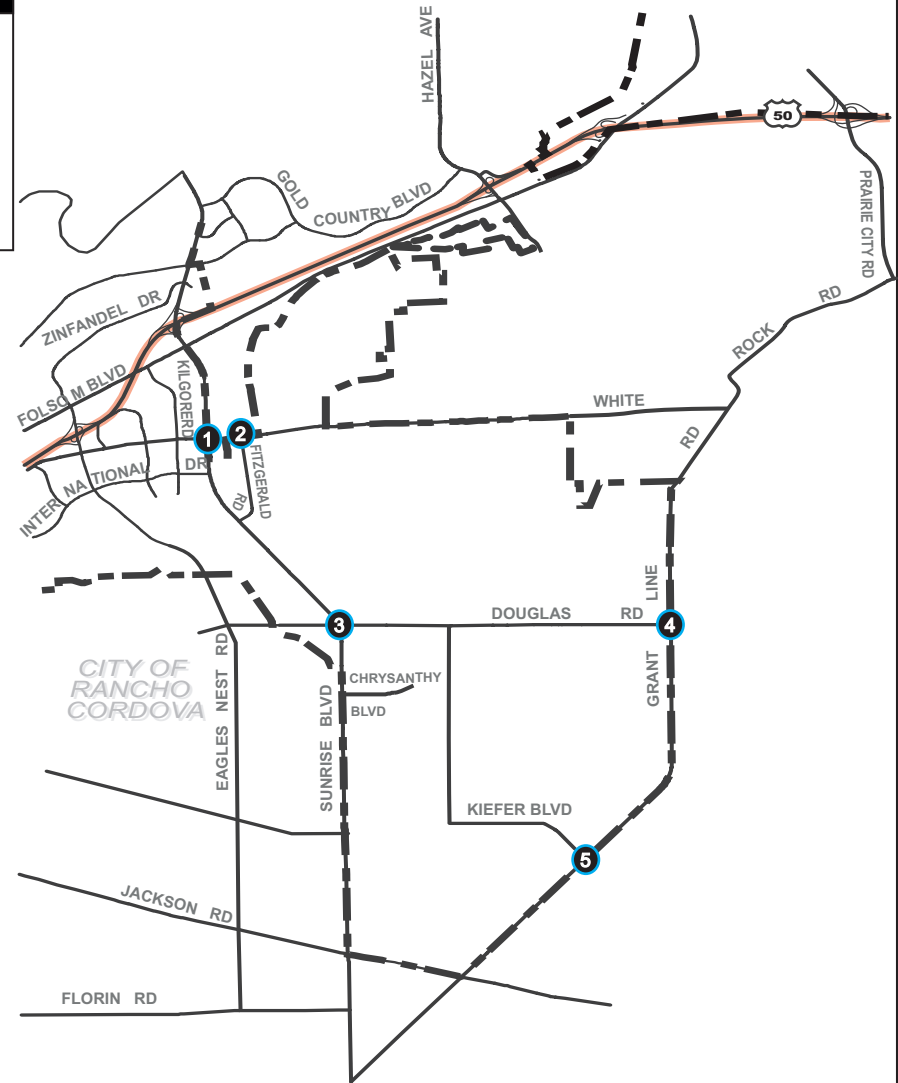 HAZEL AVE
50
GOLD
COUNTRY BLVD
PRAIRIE CITY RD
ZINFANDEL DR
ROCK RD
FOLSOM BLVD
KILGORE RD
WHITE
RD
1
2
INTERNATIONAL DR
FITZGERALD
RD
LINE
3
DOUGLAS RD
4
CITY OF
RANCHO
CORDOVA
EAGLES NEST RD
GRANT
CHRYSANTHY
BLVD
SUNRISE BLVD
KIEFER BLVD
5
JACKSON RD
FLORIN RD